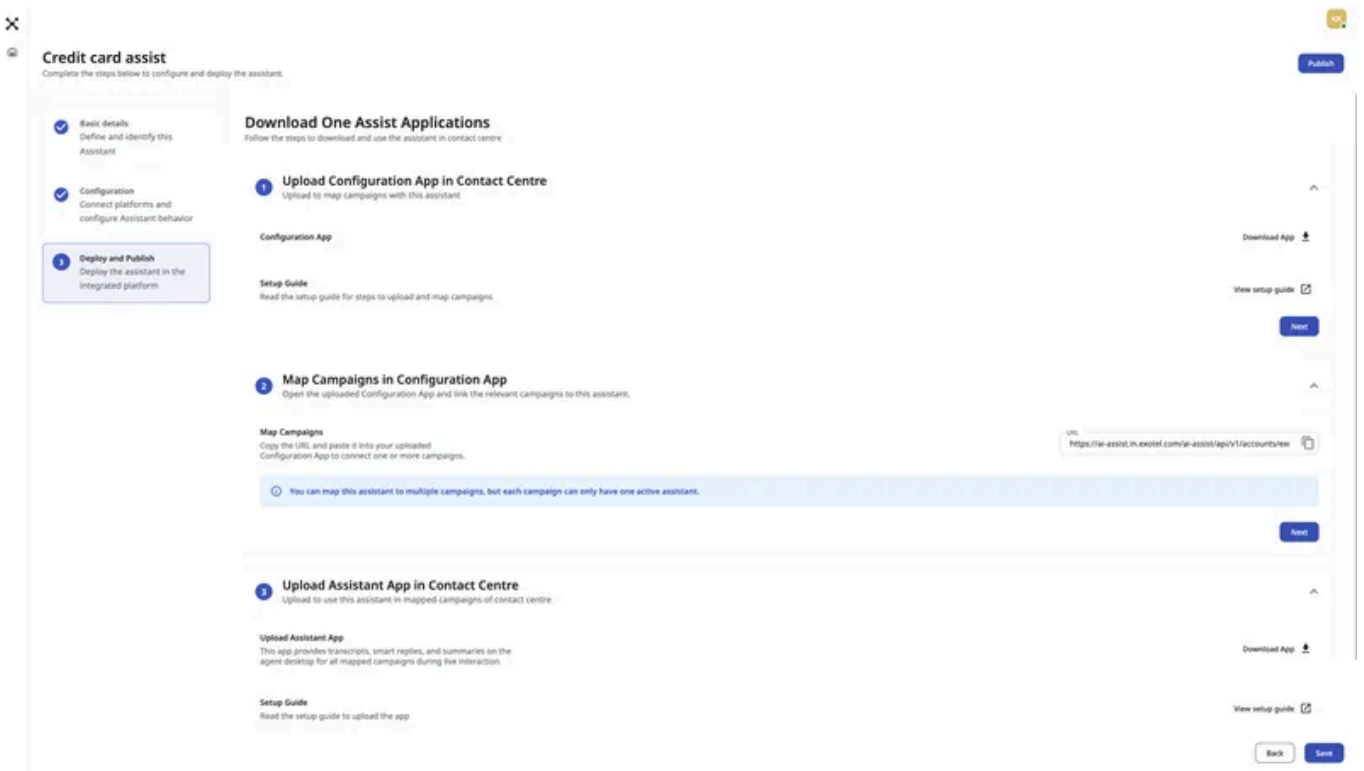 Credit card assist
Complete the steps below to configure and deploy the assistant.
Publish
Basic details
Define and identify this
Assistant
Configuration
Connect platforms and
configure Assistant behavior
3
Deploy and Publish
Deploy the assistant in the
integrated platform
Download One Assist Applications
Follow the steps to download and use the assistant in contact centre
1
Upload Configuration App in Contact Centre
Upload to map campaigns with this assistant
Configuration App
Download App
Setup Guide
Read the setup guide for steps to upload and map campaigns
View setup guide
Next
2
Map Campaigns in Configuration App
Open the uploaded Configuration App and link the relevant campaigns to this assistant.
Map Campaigns
Copy the URL and paste it into your uploaded
Configuration App to connect one or more campaigns.
URL
https://ai-assist.in.exotel.com/ai-assist/api/v1/accounts/exo
You can map this assistant to multiple campaigns, but each campaign can only have one active assistant.
Next
3
Upload Assistant App in Contact Centre
Upload to use this assistant in mapped campaigns of contact centre
Upload Assistant App
This app provides transcripts, smart replies, and summaries on the
agent desktop for all mapped campaigns during live interaction.
Download App
Setup Guide
Read the setup guide to upload the app
View setup guide
Back
Save